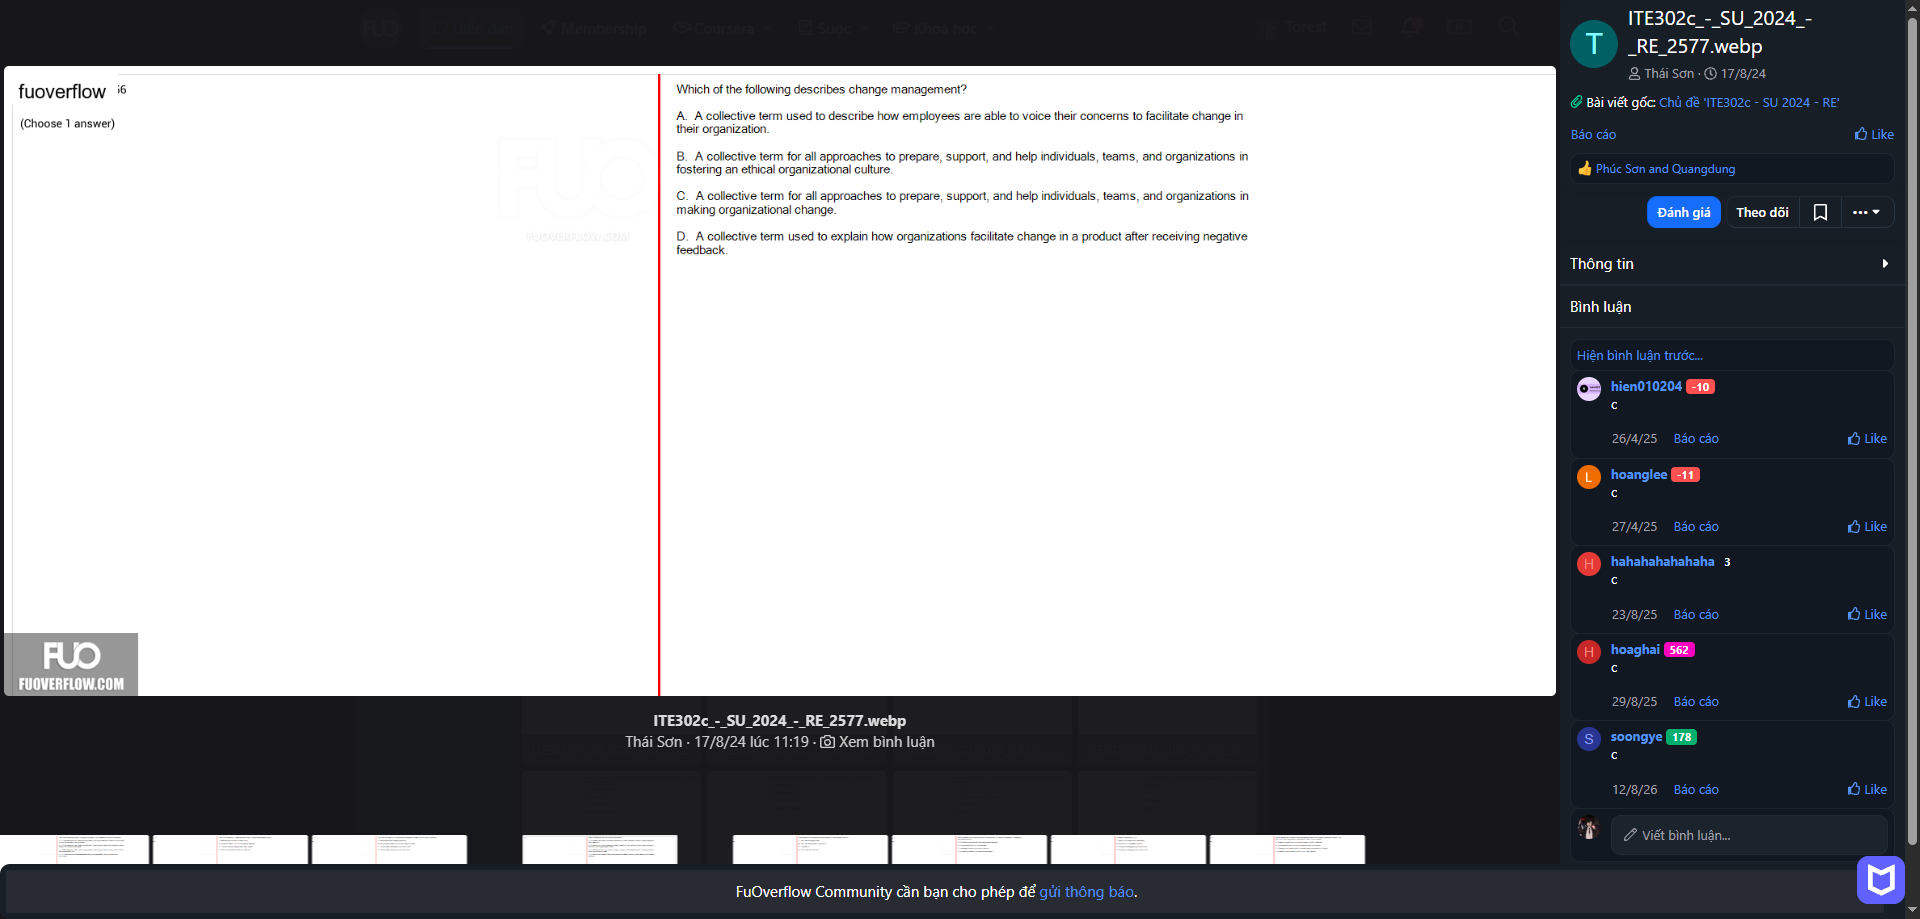 Membership
Coursera
Torest
fuoverflow
56
(Choose 1 answer)
Which of the following describes change management?
A. A collective term used to describe how employees are able to voice their concerns to facilitate change in
their organization.
B. A collective term for all approaches to prepare, support, and help individuals, teams, and organizations in
fostering an ethical organizational culture.
C. A collective term for all approaches to prepare, support, and help individuals, teams, and organizations in
making organizational change.
D. A collective term used to explain how organizations facilitate change in a product after receiving negative
feedback.
FUO
FUOVERFLOW.COM
FUO
FUOVERFLOW.COM
ITE302c_-_SU_2024_-_RE_2577.webp
Thái Sơn · 17/8/24 lúc 11:19 · Xem bình luận
FuOverflow Community cần bạn cho phép để gửi thông báo.
T
ITE302c_-_SU_2024_-
_RE_2577.webp
Thái Sơn · 17/8/24
Bài viết gốc: Chủ đề 'ITE302c - SU 2024 - RE'
Báo cáo
Like
Phúc Sơn and Quangdung
Đánh giá
Theo dõi
Thông tin
Bình luận
Hiện bình luận trước...
hien010204 -10
c
26/4/25 Báo cáo Like
L
hoanglee -11
c
27/4/25 Báo cáo Like
H
hahahahahahaha 3
c
23/8/25 Báo cáo Like
H
hoaghai 562
c
29/8/25 Báo cáo Like
S
soongye 178
c
12/8/26 Báo cáo Like
Viết bình luận...